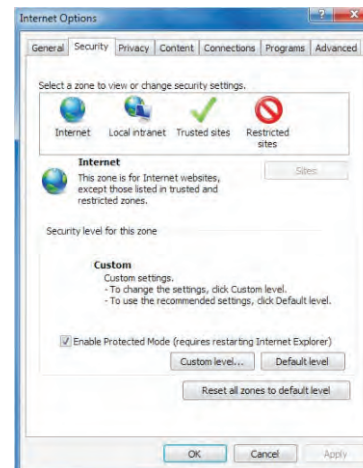 Internet Options
General Security Privacy Content Connections Programs Advanced
Select a zone to view or change security settings.
Internet Local intranet Trusted sites Restricted sites
Internet
This zone is for Internet websites,
except those listed in trusted and
restricted zones.
Sites
Security level for this zone
Custom
Custom settings.
- To change the settings, click Custom level.
- To use the recommended settings, click Default level.
Enable Protected Mode (requires restarting Internet Explorer)
Custom level... Default level
Reset all zones to default level
OK Cancel Apply